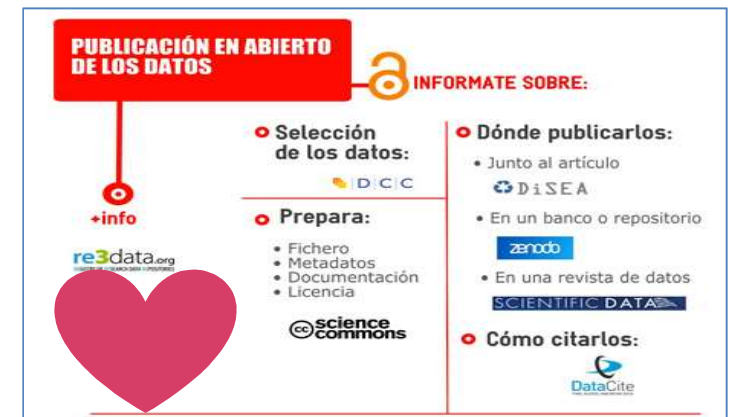 PUBLICACIÓN EN ABIERTO
DE LOS DATOS
INFORMATE SOBRE:
+info
re3data.org
Selección
de los datos:
D|C|C
Prepara:
• Fichero
• Metadatos
• Documentación
• Licencia
cc science
commons
Dónde publicarlos:
• Junto al artículo
DiSEA
• En un banco o repositorio
zenodo
• En una revista de datos
SCIENTIFIC DATA
Cómo citarlos:
DataCite